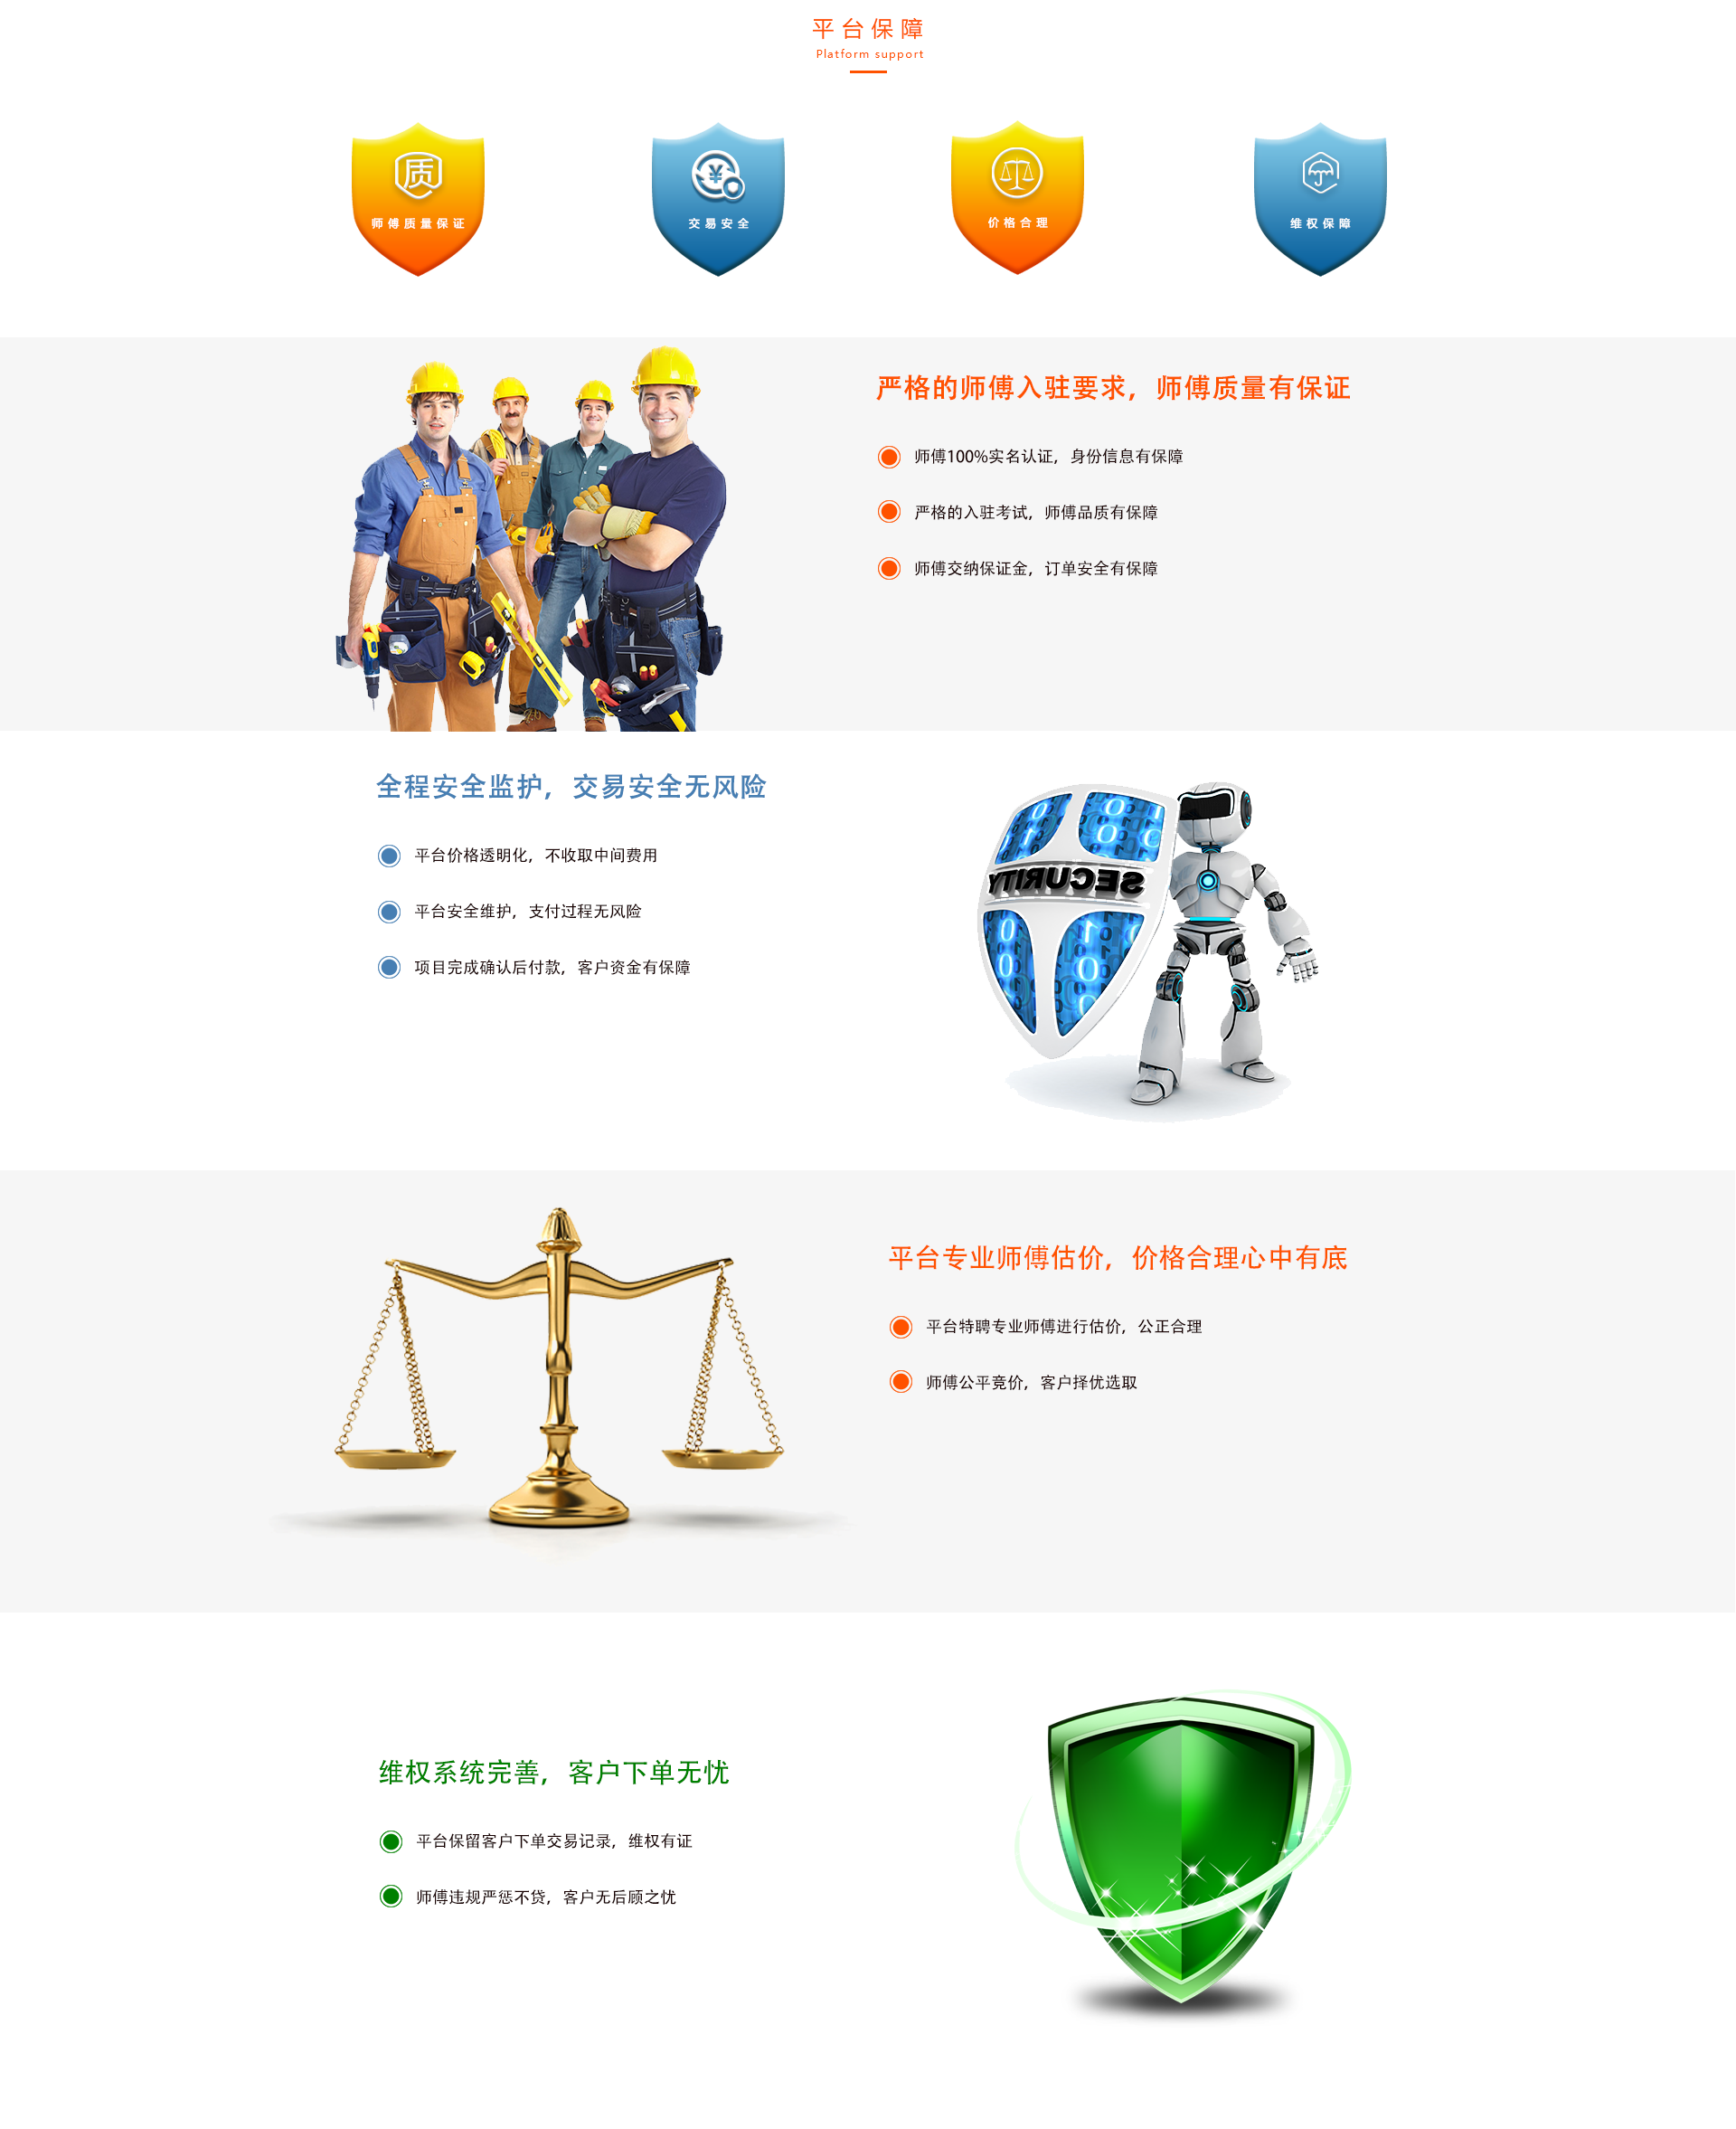 平台保障
Platform support
质
师傅质量保证
¥
交易安全
价格合理
维权保障
严格的师傅入驻要求，师傅质量有保证
师傅100%实名认证，身份信息有保障
严格的入驻考试，师傅品质有保障
师傅交纳保证金，订单安全有保障
全程安全监护，交易安全无风险
平台价格透明化，不收取中间费用
平台安全维护，支付过程无风险
项目完成确认后付款，客户资金有保障
SECURITY
平台专业师傅估价，价格合理心中有底
平台特聘专业师傅进行估价，公正合理
师傅公平竞价，客户择优选取
维权系统完善，客户下单无忧
平台保留客户下单交易记录，维权有证
师傅违规严惩不贷，客户无后顾之忧